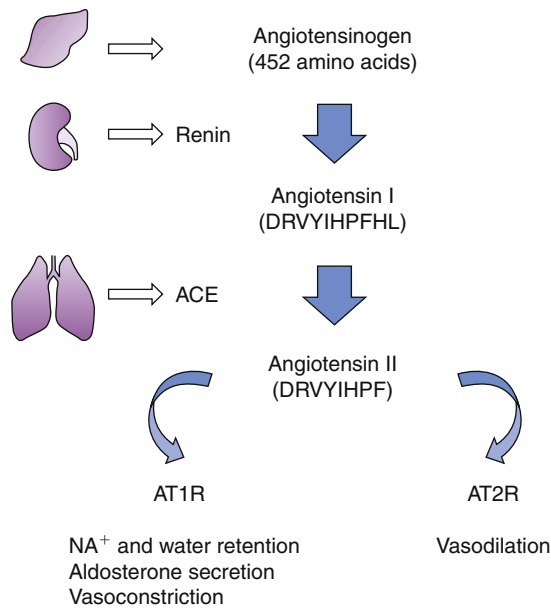 Angiotensinogen
(452 amino acids)
Renin
Angiotensin I
(DRVYIHPFHL)
ACE
Angiotensin II
(DRVYIHPF)
AT1R
AT2R
NA⁺ and water retention
Aldosterone secretion
Vasoconstriction
Vasodilation